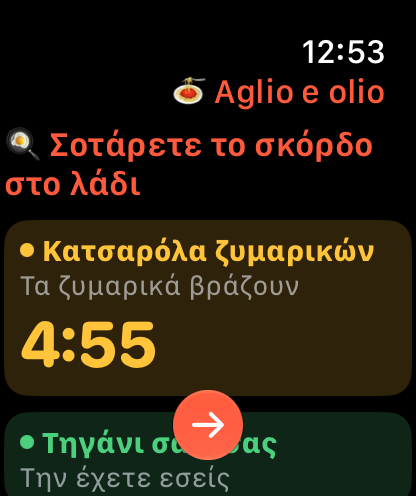 12:53
Aglio e olio
Σοτάρετε το σκόρδο
στο λάδι
Κατσαρόλα ζυμαρικών
Τα ζυμαρικά βράζουν
4:55
Τηγάνι
Την έχετε εσείς